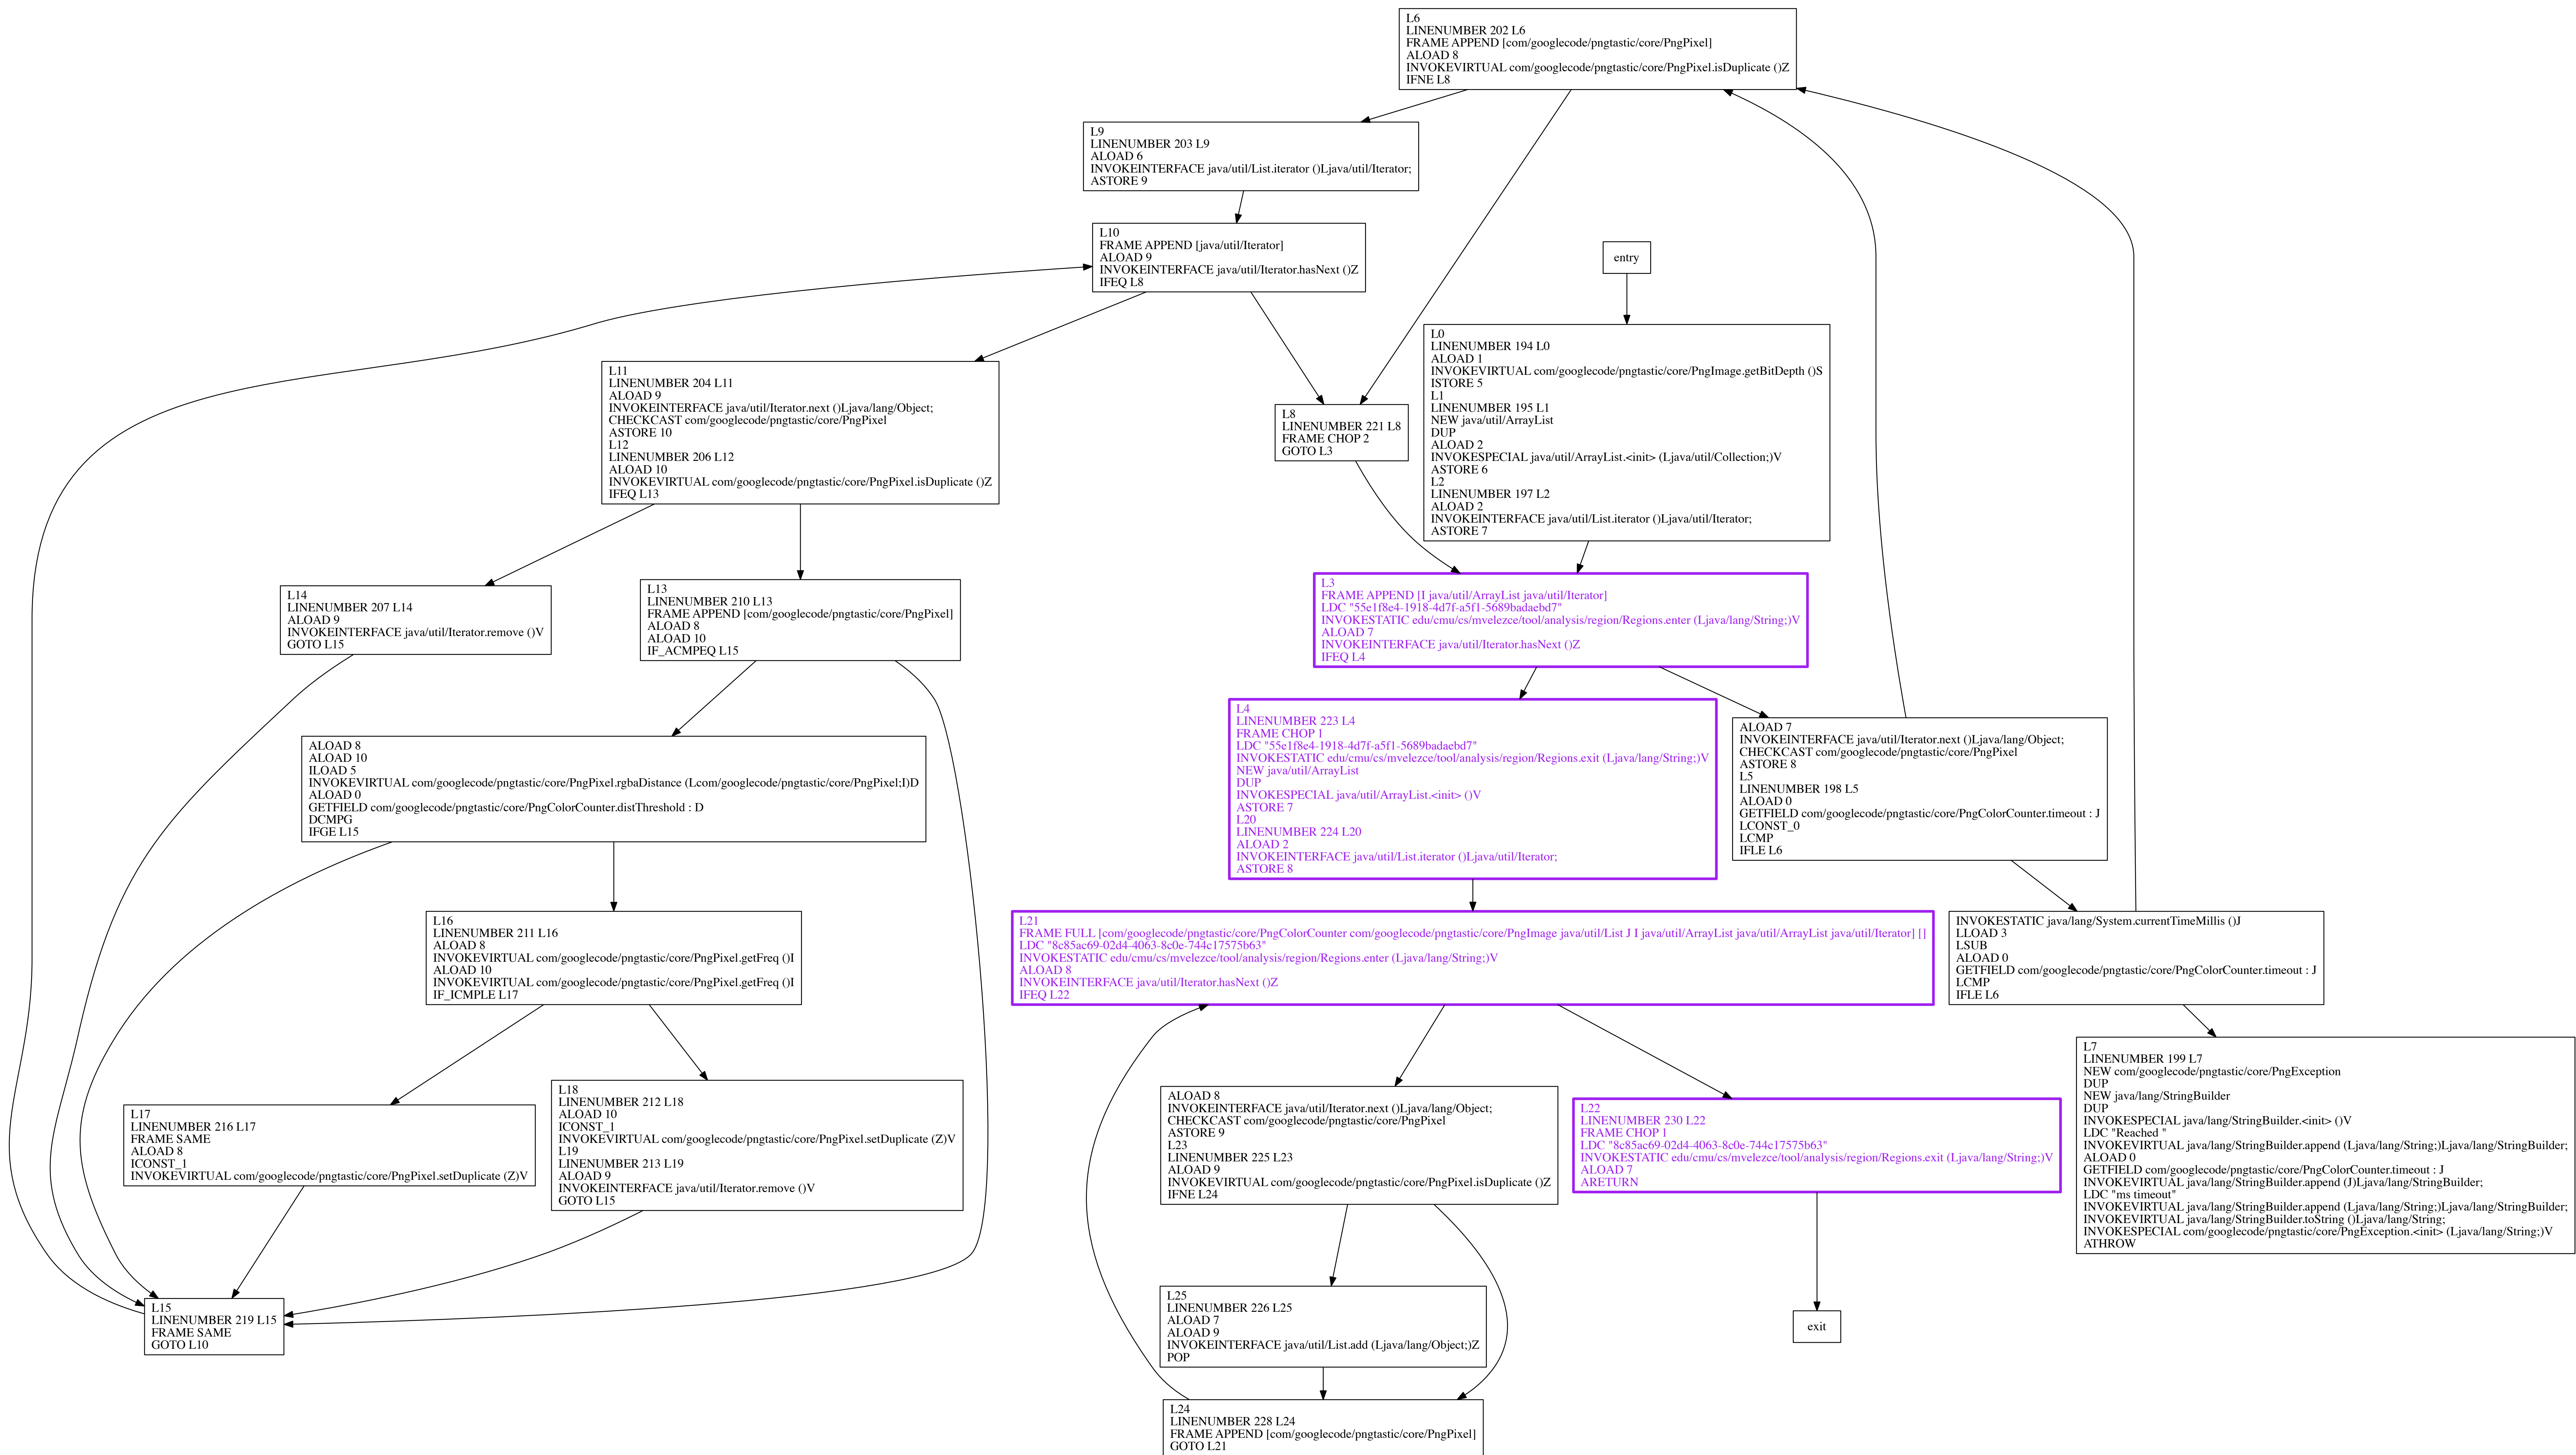 L6
LINENUMBER 202 L6
FRAME APPEND [com/googlecode/pngtastic/core/PngPixel]
ALOAD 8
INVOKEVIRTUAL com/googlecode/pngtastic/core/PngPixel.isDuplicate ()Z
IFNE L8
L9
LINENUMBER 203 L9
ALOAD 6
INVOKEINTERFACE java/util/List.iterator ()Ljava/util/Iterator;
ASTORE 9
L10
FRAME APPEND [java/util/Iterator]
ALOAD 9
INVOKEINTERFACE java/util/Iterator.hasNext ()Z
IFEQ L8
entry
L0
LINENUMBER 194 L0
ALOAD 1
INVOKEVIRTUAL com/googlecode/pngtastic/core/PngImage.getBitDepth ()S
ISTORE 5
L1
LINENUMBER 195 L1
NEW java/util/ArrayList
DUP
ALOAD 2
INVOKESPECIAL java/util/ArrayList.<init> (Ljava/util/Collection;)V
ASTORE 6
L2
LINENUMBER 197 L2
ALOAD 2
INVOKEINTERFACE java/util/List.iterator ()Ljava/util/Iterator;
ASTORE 7
L11
LINENUMBER 204 L11
ALOAD 9
INVOKEINTERFACE java/util/Iterator.next ()Ljava/lang/Object;
CHECKCAST com/googlecode/pngtastic/core/PngPixel
ASTORE 10
L12
LINENUMBER 206 L12
ALOAD 10
INVOKEVIRTUAL com/googlecode/pngtastic/core/PngPixel.isDuplicate ()Z
IFEQ L13
L8
LINENUMBER 221 L8
FRAME CHOP 2
GOTO L3
L14
LINENUMBER 207 L14
ALOAD 9
INVOKEINTERFACE java/util/Iterator.remove ()V
GOTO L15
L13
LINENUMBER 210 L13
FRAME APPEND [com/googlecode/pngtastic/core/PngPixel]
ALOAD 8
ALOAD 10
IF_ACMPEQ L15
L3
FRAME APPEND [I java/util/ArrayList java/util/Iterator]
LDC "55e1f8e4-1918-4d7f-a5f1-5689badaebd7"
INVOKESTATIC edu/cmu/cs/mvelezce/tool/analysis/region/Regions.enter (Ljava/lang/String;)V
ALOAD 7
INVOKEINTERFACE java/util/Iterator.hasNext ()Z
IFEQ L4
L4
LINENUMBER 223 L4
FRAME CHOP 1
LDC "55e1f8e4-1918-4d7f-a5f1-5689badaebd7"
INVOKESTATIC edu/cmu/cs/mvelezce/tool/analysis/region/Regions.exit (Ljava/lang/String;)V
NEW java/util/ArrayList
DUP
INVOKESPECIAL java/util/ArrayList.<init> ()V
ASTORE 7
L20
LINENUMBER 224 L20
ALOAD 2
INVOKEINTERFACE java/util/List.iterator ()Ljava/util/Iterator;
ASTORE 8
ALOAD 7
INVOKEINTERFACE java/util/Iterator.next ()Ljava/lang/Object;
CHECKCAST com/googlecode/pngtastic/core/PngPixel
ASTORE 8
L5
LINENUMBER 198 L5
ALOAD 0
GETFIELD com/googlecode/pngtastic/core/PngColorCounter.timeout : J
LCONST_0
LCMP
IFLE L6
ALOAD 8
ALOAD 10
ILOAD 5
INVOKEVIRTUAL com/googlecode/pngtastic/core/PngPixel.rgbaDistance (Lcom/googlecode/pngtastic/core/PngPixel;I)D
ALOAD 0
GETFIELD com/googlecode/pngtastic/core/PngColorCounter.distThreshold : D
DCMPG
IFGE L15
L16
LINENUMBER 211 L16
ALOAD 8
INVOKEVIRTUAL com/googlecode/pngtastic/core/PngPixel.getFreq ()I
ALOAD 10
INVOKEVIRTUAL com/googlecode/pngtastic/core/PngPixel.getFreq ()I
IF_ICMPLE L17
L21
FRAME FULL [com/googlecode/pngtastic/core/PngColorCounter com/googlecode/pngtastic/core/PngImage java/util/List J I java/util/ArrayList java/util/ArrayList java/util/Iterator] []
LDC "8c85ac69-02d4-4063-8c0e-744c17575b63"
INVOKESTATIC edu/cmu/cs/mvelezce/tool/analysis/region/Regions.enter (Ljava/lang/String;)V
ALOAD 8
INVOKEINTERFACE java/util/Iterator.hasNext ()Z
IFEQ L22
INVOKESTATIC java/lang/System.currentTimeMillis ()J
LLOAD 3
LSUB
ALOAD 0
GETFIELD com/googlecode/pngtastic/core/PngColorCounter.timeout : J
LCMP
IFLE L6
L7
LINENUMBER 199 L7
NEW com/googlecode/pngtastic/core/PngException
DUP
NEW java/lang/StringBuilder
DUP
INVOKESPECIAL java/lang/StringBuilder.<init> ()V
LDC "Reached "
INVOKEVIRTUAL java/lang/StringBuilder.append (Ljava/lang/String;)Ljava/lang/StringBuilder;
ALOAD 0
GETFIELD com/googlecode/pngtastic/core/PngColorCounter.timeout : J
INVOKEVIRTUAL java/lang/StringBuilder.append (J)Ljava/lang/StringBuilder;
LDC "ms timeout"
INVOKEVIRTUAL java/lang/StringBuilder.append (Ljava/lang/String;)Ljava/lang/StringBuilder;
INVOKEVIRTUAL java/lang/StringBuilder.toString ()Ljava/lang/String;
INVOKESPECIAL com/googlecode/pngtastic/core/PngException.<init> (Ljava/lang/String;)V
ATHROW
L17
LINENUMBER 216 L17
FRAME SAME
ALOAD 8
ICONST_1
INVOKEVIRTUAL com/googlecode/pngtastic/core/PngPixel.setDuplicate (Z)V
L18
LINENUMBER 212 L18
ALOAD 10
ICONST_1
INVOKEVIRTUAL com/googlecode/pngtastic/core/PngPixel.setDuplicate (Z)V
L19
LINENUMBER 213 L19
ALOAD 9
INVOKEINTERFACE java/util/Iterator.remove ()V
GOTO L15
ALOAD 8
INVOKEINTERFACE java/util/Iterator.next ()Ljava/lang/Object;
CHECKCAST com/googlecode/pngtastic/core/PngPixel
ASTORE 9
L23
LINENUMBER 225 L23
ALOAD 9
INVOKEVIRTUAL com/googlecode/pngtastic/core/PngPixel.isDuplicate ()Z
IFNE L24
L22
LINENUMBER 230 L22
FRAME CHOP 1
LDC "8c85ac69-02d4-4063-8c0e-744c17575b63"
INVOKESTATIC edu/cmu/cs/mvelezce/tool/analysis/region/Regions.exit (Ljava/lang/String;)V
ALOAD 7
ARETURN
L15
LINENUMBER 219 L15
FRAME SAME
GOTO L10
L25
LINENUMBER 226 L25
ALOAD 7
ALOAD 9
INVOKEINTERFACE java/util/List.add (Ljava/lang/Object;)Z
POP
exit
L24
LINENUMBER 228 L24
FRAME APPEND [com/googlecode/pngtastic/core/PngPixel]
GOTO L21